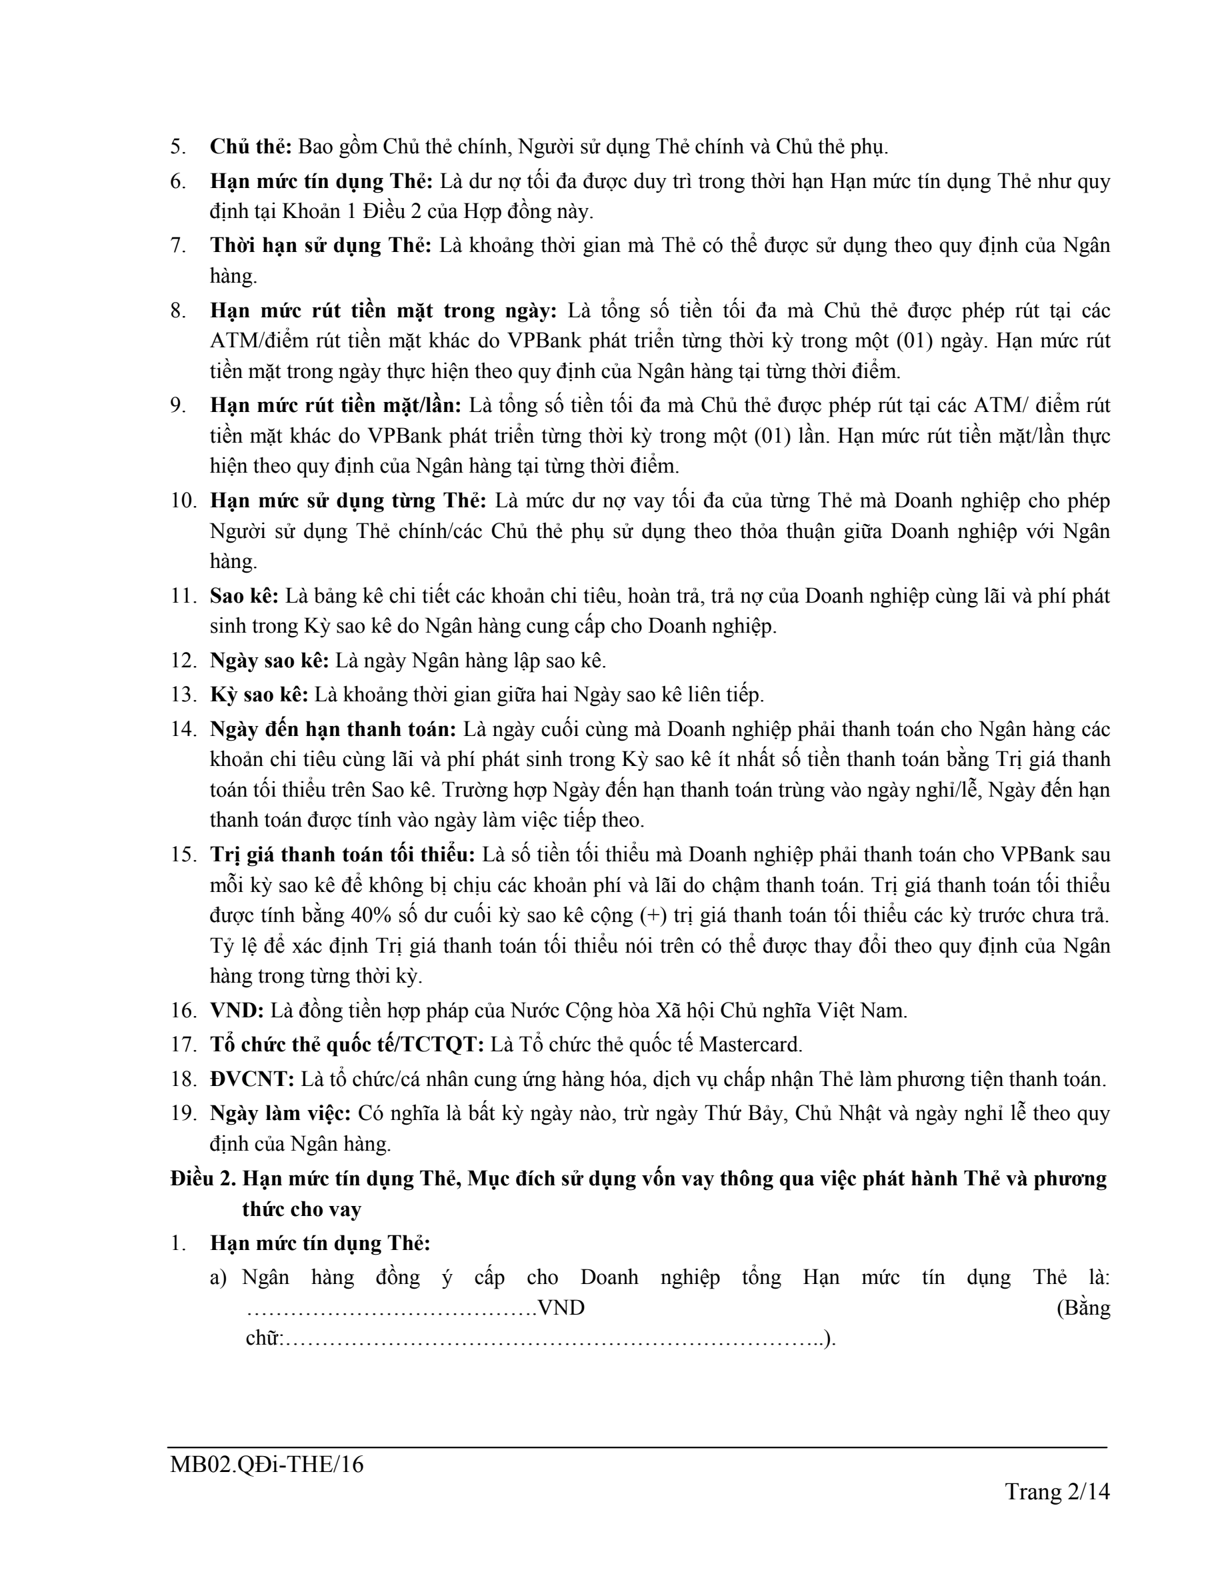 5. Chủ thẻ: Bao gồm Chủ thẻ chính, Người sử dụng Thẻ chính và Chủ thẻ phụ.
6. Hạn mức tín dụng Thẻ: Là dư nợ tối đa được duy trì trong thời hạn Hạn mức tín dụng Thẻ như quy
định tại Khoản 1 Điều 2 của Hợp đồng này.
7. Thời hạn sử dụng Thẻ: Là khoảng thời gian mà Thẻ có thể được sử dụng theo quy định của Ngân
hàng.
8. Hạn mức rút tiền mặt trong ngày: Là tổng số tiền tối đa mà Chủ thẻ được phép rút tại các
ATM/điểm rút tiền mặt khác do VPBank phát triển từng thời kỳ trong một (01) ngày. Hạn mức rút
tiền mặt trong ngày thực hiện theo quy định của Ngân hàng tại từng thời điểm.
9. Hạn mức rút tiền mặt/lần: Là tổng số tiền tối đa mà Chủ thẻ được phép rút tại các ATM/ điểm rút
tiền mặt khác do VPBank phát triển từng thời kỳ trong một (01) lần. Hạn mức rút tiền mặt/lần thực
hiện theo quy định của Ngân hàng tại từng thời điểm.
10. Hạn mức sử dụng từng Thẻ: Là mức dư nợ vay tối đa của từng Thẻ mà Doanh nghiệp cho phép
Người sử dụng Thẻ chính/các Chủ thẻ phụ sử dụng theo thỏa thuận giữa Doanh nghiệp với Ngân
hàng.
11. Sao kê: Là bảng kê chi tiết các khoản chi tiêu, hoàn trả, trả nợ của Doanh nghiệp cùng lãi và phí phát
sinh trong Kỳ sao kê do Ngân hàng cung cấp cho Doanh nghiệp.
12. Ngày sao kê: Là ngày Ngân hàng lập sao kê.
13. Kỳ sao kê: Là khoảng thời gian giữa hai Ngày sao kê liên tiếp.
14. Ngày đến hạn thanh toán: Là ngày cuối cùng mà Doanh nghiệp phải thanh toán cho Ngân hàng các
khoản chi tiêu cùng lãi và phí phát sinh trong Kỳ sao kê ít nhất số tiền thanh toán bằng Trị giá thanh
toán tối thiểu trên Sao kê. Trường hợp Ngày đến hạn thanh toán trùng vào ngày nghỉ/lễ, Ngày đến hạn
thanh toán được tính vào ngày làm việc tiếp theo.
15. Trị giá thanh toán tối thiểu: Là số tiền tối thiểu mà Doanh nghiệp phải thanh toán cho VPBank sau
mỗi kỳ sao kê để không bị chịu các khoản phí và lãi do chậm thanh toán. Trị giá thanh toán tối thiểu
được tính bằng 40% số dư cuối kỳ sao kê cộng (+) trị giá thanh toán tối thiểu các kỳ trước chưa trả.
Tỷ lệ để xác định Trị giá thanh toán tối thiểu nói trên có thể được thay đổi theo quy định của Ngân
hàng trong từng thời kỳ.
16. VND: Là đồng tiền hợp pháp của Nước Cộng hòa Xã hội Chủ nghĩa Việt Nam.
17. Tổ chức thẻ quốc tế/TCTQT: Là Tổ chức thẻ quốc tế Mastercard.
18. ĐVCNT: Là tổ chức/cá nhân cung ứng hàng hóa, dịch vụ chấp nhận Thẻ làm phương tiện thanh toán.
19. Ngày làm việc: Có nghĩa là bất kỳ ngày nào, trừ ngày Thứ Bảy, Chủ Nhật và ngày nghỉ lễ theo quy
định của Ngân hàng.
Điều 2. Hạn mức tín dụng Thẻ, Mục đích sử dụng vốn vay thông qua việc phát hành Thẻ và phương
thức cho vay
1. Hạn mức tín dụng Thẻ:
a) Ngân hàng đồng ý cấp cho Doanh nghiệp tổng Hạn mức tín dụng Thẻ là:
………………………………….VND (Bằng
chữ:………………………………………………………………..).
MB02.QĐi-THE/16
Trang 2/14